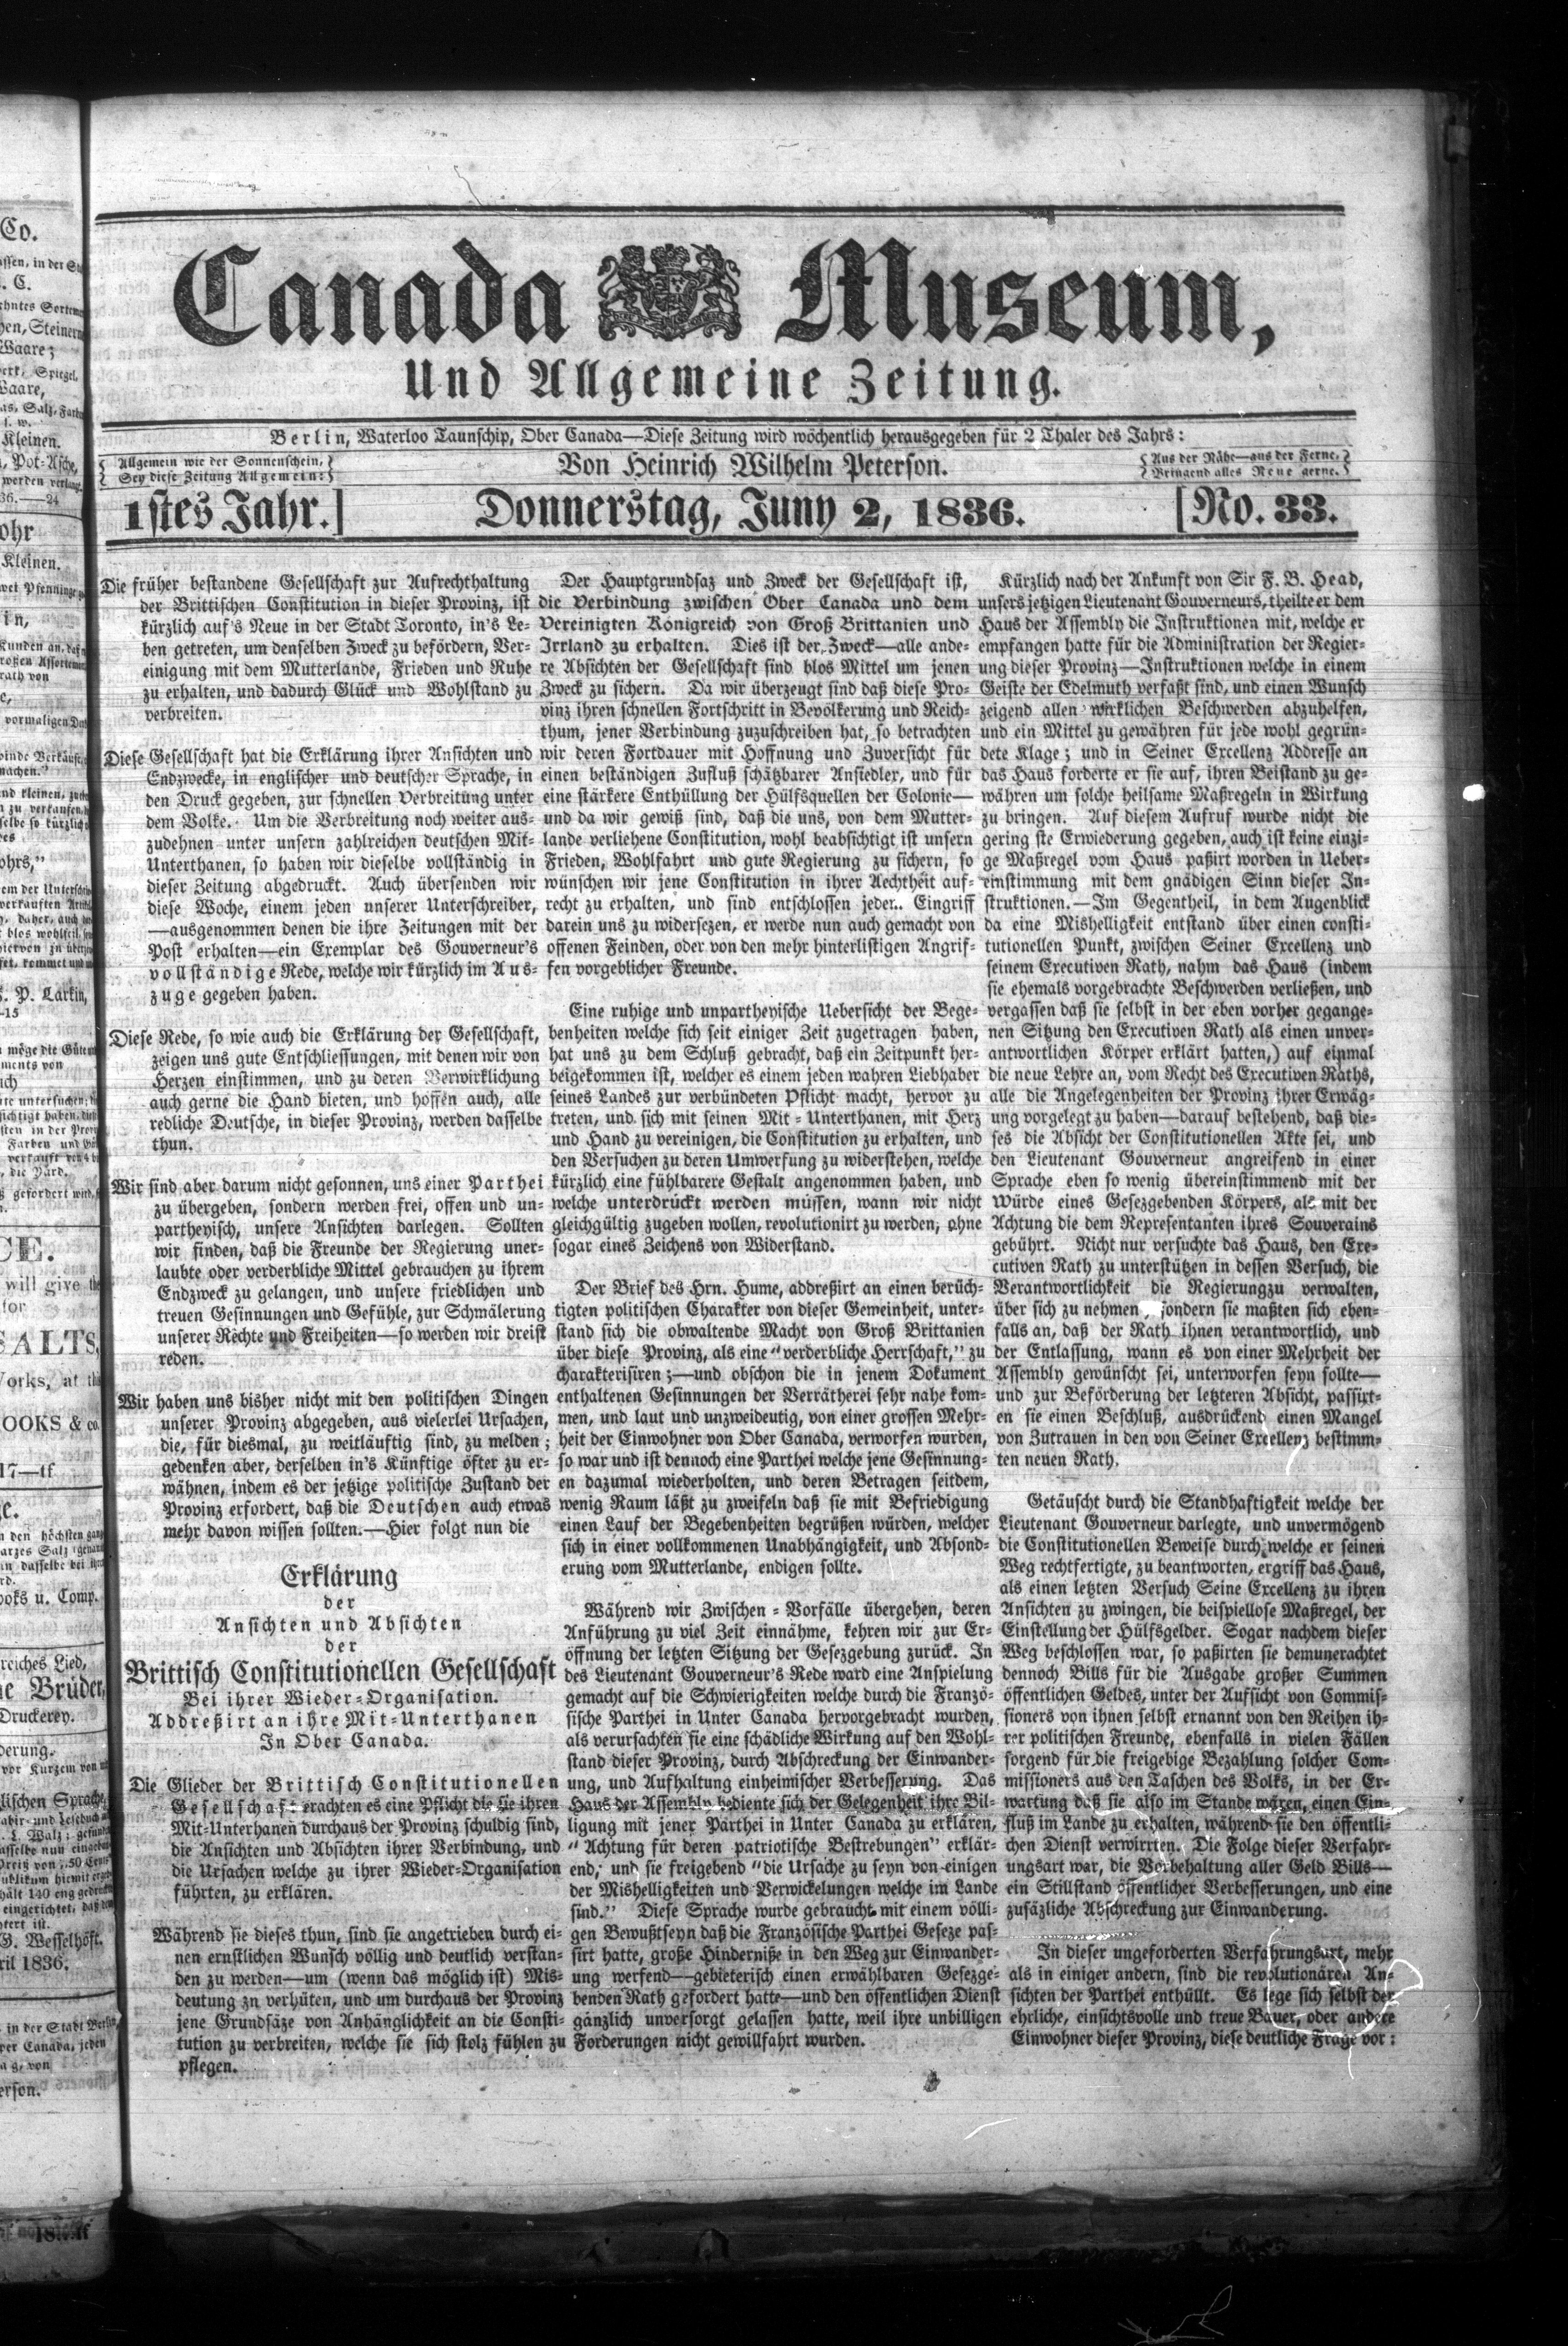 Canada Museum,
Und Allgemeine Zeitung.
Berlin, Waterloo Taunschip, Ober Canada—Diese Zeitung wird wöchentlich herausgegeben für 2 Thaler des Jahrs:
Allgemein wie der Sonnenschein,
Sey diese Zeitung Allgemein:
Von Heinrich Wilhelm Peterson.
Aus der Nähe—aus der Ferne,
Bringend alles Neue gerne.
1stes Jahr.]
Donnerstag, Juny 2, 1836.
[No. 33.
Die früher bestandene Gesellschaft zur Aufrechthaltung
der Brittischen Constitution in dieser Provinz, ist
kürzlich auf's Neue in der Stadt Toronto, in's Le-
ben getreten, um denselben Zweck zu befördern, Ver-
einigung mit dem Mutterlande, Frieden und Ruhe
zu erhalten, und dadurch Glück und Wohlstand zu
verbreiten.
Diese Gesellschaft hat die Erklärung ihrer Ansichten und
Endzwecke, in englischer und deutscher Sprache, in
den Druck gegeben, zur schnellen Verbreitung unter
dem Volke. Um die Verbreitung noch weiter aus-
zudehnen unter unsern zahlreichen deutschen Mit-
Unterthanen, so haben wir dieselbe vollständig in
dieser Zeitung abgedruckt. Auch übersenden wir
diese Woche, einem jeden unserer Unterschreiber,
—ausgenommen denen die ihre Zeitungen mit der
Post erhalten—ein Exemplar des Gouverneur's
vollständige Rede, welche wir kürzlich im Aus-
zuge gegeben haben.
Diese Rede, so wie auch die Erklärung der Gesellschaft,
zeigen uns gute Entschliessungen, mit denen wir von
Herzen einstimmen, und zu deren Verwirklichung
auch gerne die Hand bieten, und hoffen auch, alle
redliche Deutsche, in dieser Provinz, werden dasselbe
thun.
Wir sind aber darum nicht gesonnen, uns einer Parthei
zu übergeben, sondern werden frei, offen und un-
partheyisch, unsere Ansichten darlegen. Sollten
wir finden, daß die Freunde der Regierung uner-
laubte oder verderbliche Mittel gebrauchen zu ihrem
Endzweck zu gelangen, und unsere friedlichen und
treuen Gesinnungen und Gefühle, zur Schmälerung
unserer Rechte und Freiheiten—so werden wir dreist
reden.
Wir haben uns bisher nicht mit den politischen Dingen
unserer Provinz abgegeben, aus vielerlei Ursachen,
die, für diesmal, zu weitläuftig sind, zu melden;
gedenken aber, derselben in's Künftige öfter zu er-
wähnen, indem es der jetzige politische Zustand der
Provinz erfordert, daß die Deutschen auch etwas
mehr davon wissen sollten.—Hier folgt nun die
Erklärung
der
Ansichten und Absichten
der
Brittisch Constitutionellen Gesellschaft
Bei ihrer Wieder-Organisation.
Addreßirt an ihre Mit-Unterthanen
In Ober Canada.
Die Glieder der Brittisch Constitutionellen
Gesellschaft erachten es eine Pflicht die sie ihren
Mit-Unterhanen durchaus der Provinz schuldig sind,
die Ansichten und Absichten ihrer Verbindung, und
die Ursachen welche zu ihrer Wieder-Organisation
führten, zu erklären.
Während sie dieses thun, sind sie angetrieben durch ei-
nen ernstlichen Wunsch völlig und deutlich verstan-
den zu werden—um (wenn das möglich ist) Mis-
deutung zn verhüten, und um durchaus der Provinz
jene Grundsäze von Anhänglichkeit an die Consti-
tution zu verbreiten, welche sie sich stolz fühlen zu
pflegen.
Der Hauptgrundsaz und Zweck der Gesellschaft ist,
die Verbindung zwischen Ober Canada und dem
Vereinigten Königreich von Groß Brittanien und
Irrland zu erhalten. Dies ist der Zweck—alle ande-
re Absichten der Gesellschaft sind blos Mittel um jenen
Zweck zu sichern. Da wir überzeugt sind daß diese Pro-
vinz ihren schnellen Fortschritt in Bevölkerung und Reich-
thum, jener Verbindung zuzuschreiben hat, so betrachten
wir deren Fortdauer mit Hoffnung und Zuversicht für
einen beständigen Zufluß schätzbarer Ansiedler, und für
eine stärkere Enthüllung der Hülfsquellen der Colonie—
und da wir gewiß sind, daß die uns, von dem Mutter-
lande verliehene Constitution, wohl beabsichtigt ist unsern
Frieden, Wohlfahrt und gute Regierung zu sichern, so
wünschen wir jene Constitution in ihrer Aechtheit auf-
recht zu erhalten, und sind entschlossen jeder Eingriff
darein uns zu widersezen, er werde nun auch gemacht von
offenen Feinden, oder von den mehr hinterlistigen Angrif-
fen vorgeblicher Freunde.
Eine ruhige und unpartheyische Uebersicht der Bege-
benheiten welche sich seit einiger Zeit zugetragen haben,
hat uns zu dem Schluß gebracht, daß ein Zeitpunkt her-
beigekommen ist, welcher es einem jeden wahren Liebhaber
seines Landes zur verbündeten Pflicht macht, hervor zu
treten, und sich mit seinen Mit-Unterthanen, mit Herz
und Hand zu vereinigen, die Constitution zu erhalten, und
den Versuchen zu deren Umwerfung zu widerstehen, welche
kürzlich eine fühlbarere Gestalt angenommen haben, und
welche unterdrückt werden müssen, wann wir nicht
gleichgültig zugeben wollen, revolutionirt zu werden, ohne
sogar eines Zeichens von Widerstand.
Der Brief des Hrn. Hume, addreßirt an einen berüch-
tigten politischen Charakter von dieser Gemeinheit, unter-
stand sich die obwaltende Macht von Groß Brittanien
über diese Provinz, als eine "verderbliche Herrschaft," zu
charakterisiren;—und obschon die in jenem Dokument
enthaltenen Gesinnungen der Verrätherei sehr nahe kom-
men, und laut und unzweideutig, von einer grossen Mehr-
heit der Einwohner von Ober Canada, verworfen wurden,
so war und ist dennoch eine Parthei welche jene Gesinnung-
en dazumal wiederholten, und deren Betragen seitdem,
wenig Raum läßt zu zweifeln daß sie mit Befriedigung
einen Lauf der Begebenheiten begrüßen würden, welcher
sich in einer vollkommenen Unabhängigkeit, und Absond-
erung vom Mutterlande, endigen sollte.
Während wir Zwischen-Vorfälle übergehen, deren
Anführung zu viel Zeit einnähme, kehren wir zur Er-
öffnung der letzten Sitzung der Gesezgebung zurück. In
des Lieutenant Gouverneur's Rede ward eine Anspielung
gemacht auf die Schwierigkeiten welche durch die Franzö-
sische Parthei in Unter Canada hervorgebracht wurden,
als verursachten sie eine schädliche Wirkung auf den Wohl-
stand dieser Provinz, durch Abschreckung der Einwander-
ung, und Aufhaltung einheimischer Verbesserung. Das
Haus der Assembly bediente sich der Gelegenheit ihre Bil-
ligung mit jener Parthei in Unter Canada zu erklären,
"Achtung für deren patriotische Bestrebungen" erklär-
end; und sie freigebend "die Ursache zu seyn von einigen
der Mishelligkeiten und Verwickelungen welche im Lande
sind." Diese Sprache wurde gebraucht mit einem völli-
gen Bewußtseyn daß die Französische Parthei Geseze pas-
sirt hatte, große Hinderniße in den Weg zur Einwander-
ung werfend—gebieterisch einen erwählbaren Gesezge-
benden Rath gefordert hatte—und den öffentlichen Dienst
gänzlich unversorgt gelassen hatte, weil ihre unbilligen
Forderungen nicht gewillfahrt wurden.
Kürzlich nach der Ankunft von Sir F. B. Head,
unsers jetzigen Lieutenant Gouverneurs, theilte er dem
Haus der Assembly die Instruktionen mit, welche er
empfangen hatte für die Administration der Regier-
ung dieser Provinz—Instruktionen welche in einem
Geiste der Edelmuth verfaßt sind, und einen Wunsch
zeigend allen wirklichen Beschwerden abzuhelfen,
und ein Mittel zu gewähren für jede wohl gegrün-
dete Klage; und in Seiner Excellenz Addresse an
das Haus forderte er sie auf, ihren Beistand zu ge-
währen um solche heilsame Maßregeln in Wirkung
zu bringen. Auf diesem Aufruf wurde nicht die
gering ste Erwiederung gegeben, auch ist keine einzi-
ge Maßregel vom Haus paßirt worden in Ueber-
einstimmung mit dem gnädigen Sinn dieser In-
struktionen.—Im Gegentheil, in dem Augenblick
da eine Mishelligkeit entstand über einen consti-
tutionellen Punkt, zwischen Seiner Excellenz und
seinem Executiven Rath, nahm das Haus (indem
sie ehemals vorgebrachte Beschwerden verließen, und
vergassen daß sie selbst in der eben vorher gegange-
nen Sitzung den Executiven Rath als einen unver-
antwortlichen Körper erklärt hatten,) auf einmal
die neue Lehre an, vom Recht des Executiven Raths,
alle die Angelegenheiten der Provinz ihrer Erwäg-
ung vorgelegt zu haben—darauf bestehend, daß die-
ses die Absicht der Constitutionellen Akte sei, und
den Lieutenant Gouverneur angreifend in einer
Sprache eben so wenig übereinstimmend mit der
Würde eines Gesezgebenden Körpers, als mit der
Achtung die dem Representanten ihres Souverains
gebührt. Nicht nur versuchte das Haus, den Exe-
cutiven Rath zu unterstützen in dessen Versuch, die
Verantwortlichkeit die Regierungzu verwalten,
über sich zu nehmen sondern sie maßten sich eben-
falls an, daß der Rath ihnen verantwortlich, und
der Entlassung, wann es von einer Mehrheit der
Assembly gewünscht sei, unterworfen seyn sollte—
und zur Beförderung der letzteren Absicht, passirt-
en sie einen Beschluß, ausdrückend einen Mangel
von Zutrauen in den von Seiner Excellenz bestimm-
ten neuen Rath.
Getäuscht durch die Standhaftigkeit welche der
Lieutenant Gouverneur darlegte, und unvermögend
die Constitutionellen Beweise durch welche er seinen
Weg rechtfertigte, zu beantworten, ergriff das Haus,
als einen letzten Versuch Seine Excellenz zu ihren
Ansichten zu zwingen, die beispiellose Maßregel, der
Einstellung der Hülfsgelder. Sogar nachdem dieser
Weg beschlossen war, so paßirten sie demunerachtet
dennoch Bills für die Ausgabe großer Summen
öffentlichen Geldes, unter der Aufsicht von Commis-
sioners von ihnen selbst ernannt von den Reihen ih-
rer politischen Freunde, ebenfalls in vielen Fällen
sorgend für die freigebige Bezahlung solcher Com-
missioners aus den Taschen des Volks, in der Er-
wartung daß sie also im Stande wären, einen Ein-
fluß im Lande zu erhalten, während sie den öffentli-
chen Dienst verwirrten. Die Folge dieser Verfahr-
ungsart war, die Vorbehaltung aller Geld Bills—
ein Stillstand öffentlicher Verbesserungen, und eine
zusäzliche Abschreckung zur Einwanderung.
In dieser ungeforderten Verfahrungsart, mehr
als in einiger andern, sind die revolutionären An-
sichten der Parthei enthüllt. Es lege sich selbst der
ehrliche, einsichtsvolle und treue Bauer, oder andere
Einwohner dieser Provinz, diese deutliche Frage vor: